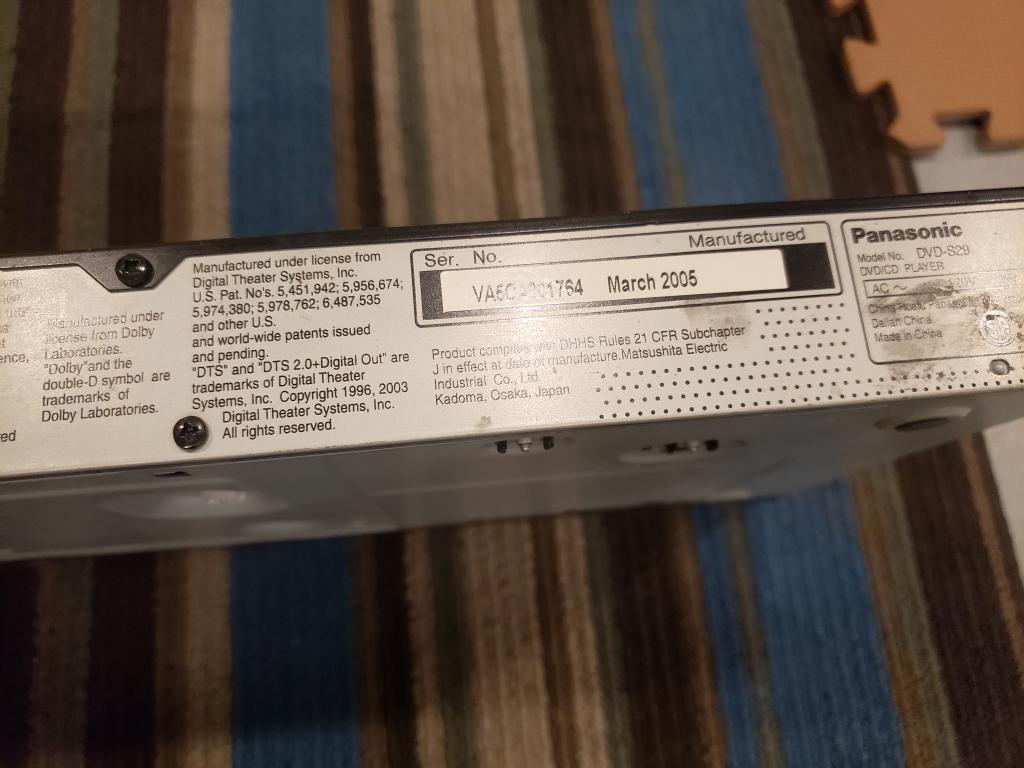 ence,
ed
Manufactured under
license from Dolby
Laboratories.
"Dolby"and the
double-D symbol are
trademarks of
Dolby Laboratories.
Manufactured under license from
Digital Theater Systems, Inc.
U.S. Pat. No's. 5,451,942; 5,956,674;
5,974,380; 5,978,762; 6,487,535
and other U.S.
and world-wide patents issued
and pending.
"DTS" and "DTS 2.0+Digital Out" are
trademarks of Digital Theater
Systems, Inc. Copyright 1996, 2003
Digital Theater Systems, Inc.
All rights reserved.
Ser. No. Manufactured
March 2005
Product complies with DHHS Rules 21 CFR Subchapter
J in effect at date of manufacture.Matsushita Electric
Industrial Co., Ltd.
Kadoma, Osaka, Japan
Panasonic
Model No. DVD-S29
DVD/CD PLAYER
AC ~
Dalian China
Made in China